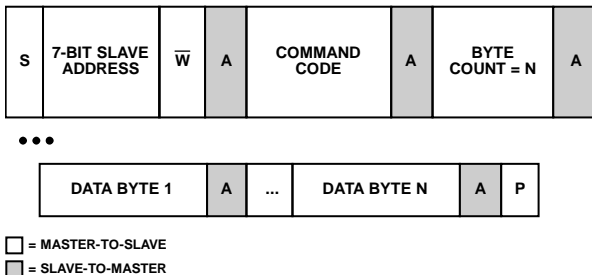 S 7-BIT SLAVE ADDRESS W̅ A COMMAND CODE A BYTE COUNT = N A
•••
DATA BYTE 1 A ... DATA BYTE N A P
= MASTER-TO-SLAVE
= SLAVE-TO-MASTER